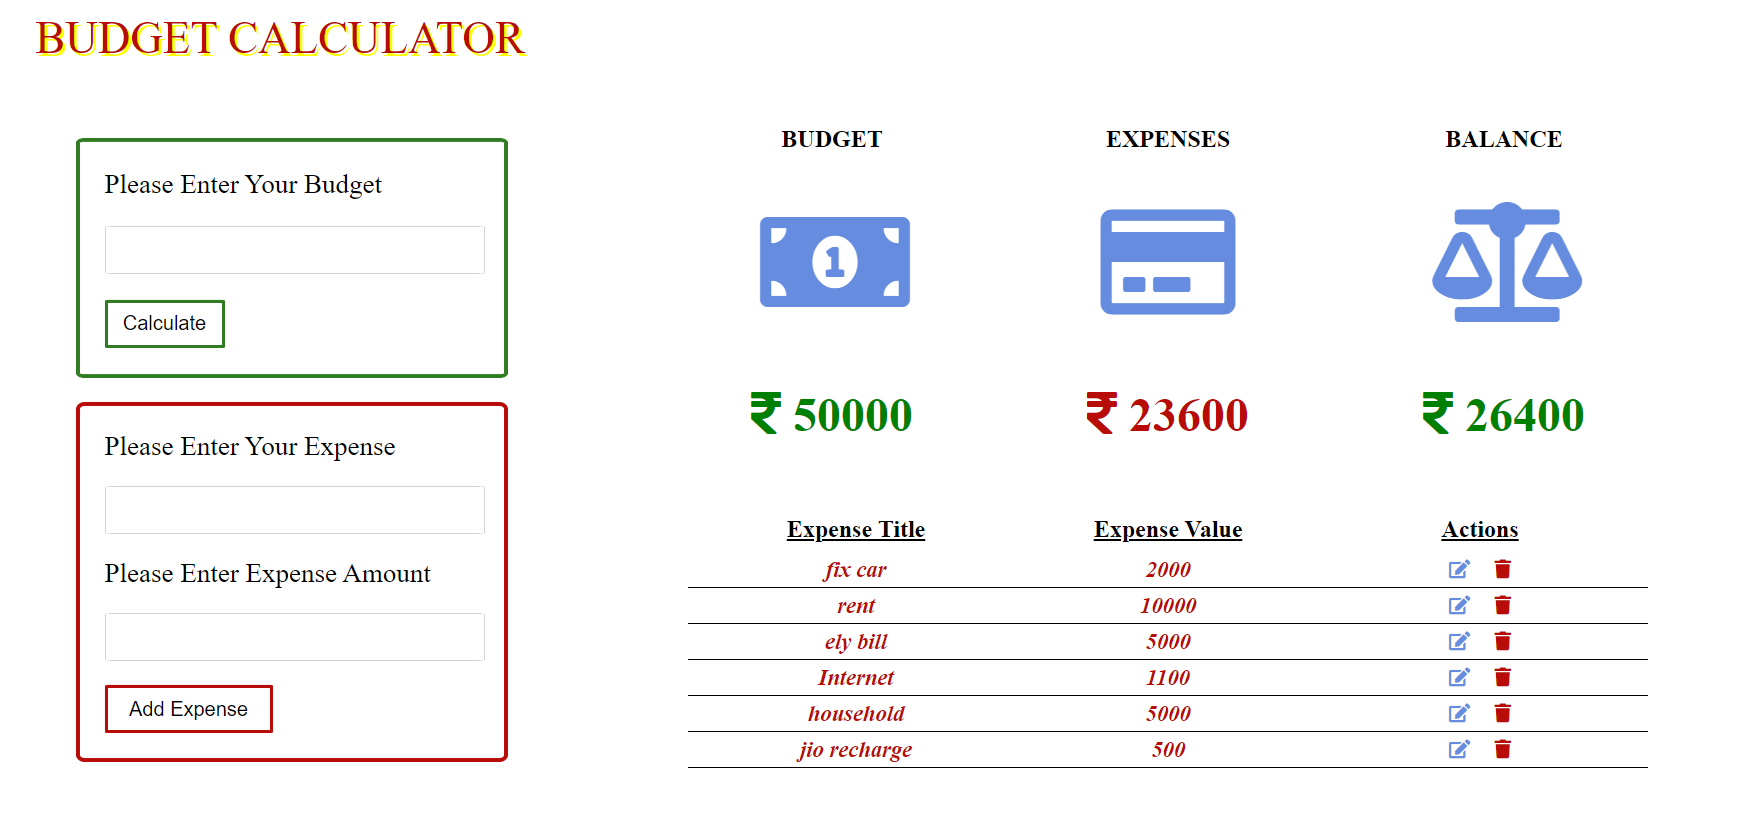 BUDGET CALCULATOR
Please Enter Your Budget
Calculate
Please Enter Your Expense
Please Enter Expense Amount
Add Expense
BUDGET EXPENSES BALANCE
1
₹ 50000 ₹ 23600 ₹ 26400
Expense Title Expense Value Actions
fix car 2000
rent 10000
ely bill 5000
Internet 1100
household 5000
jio recharge 500